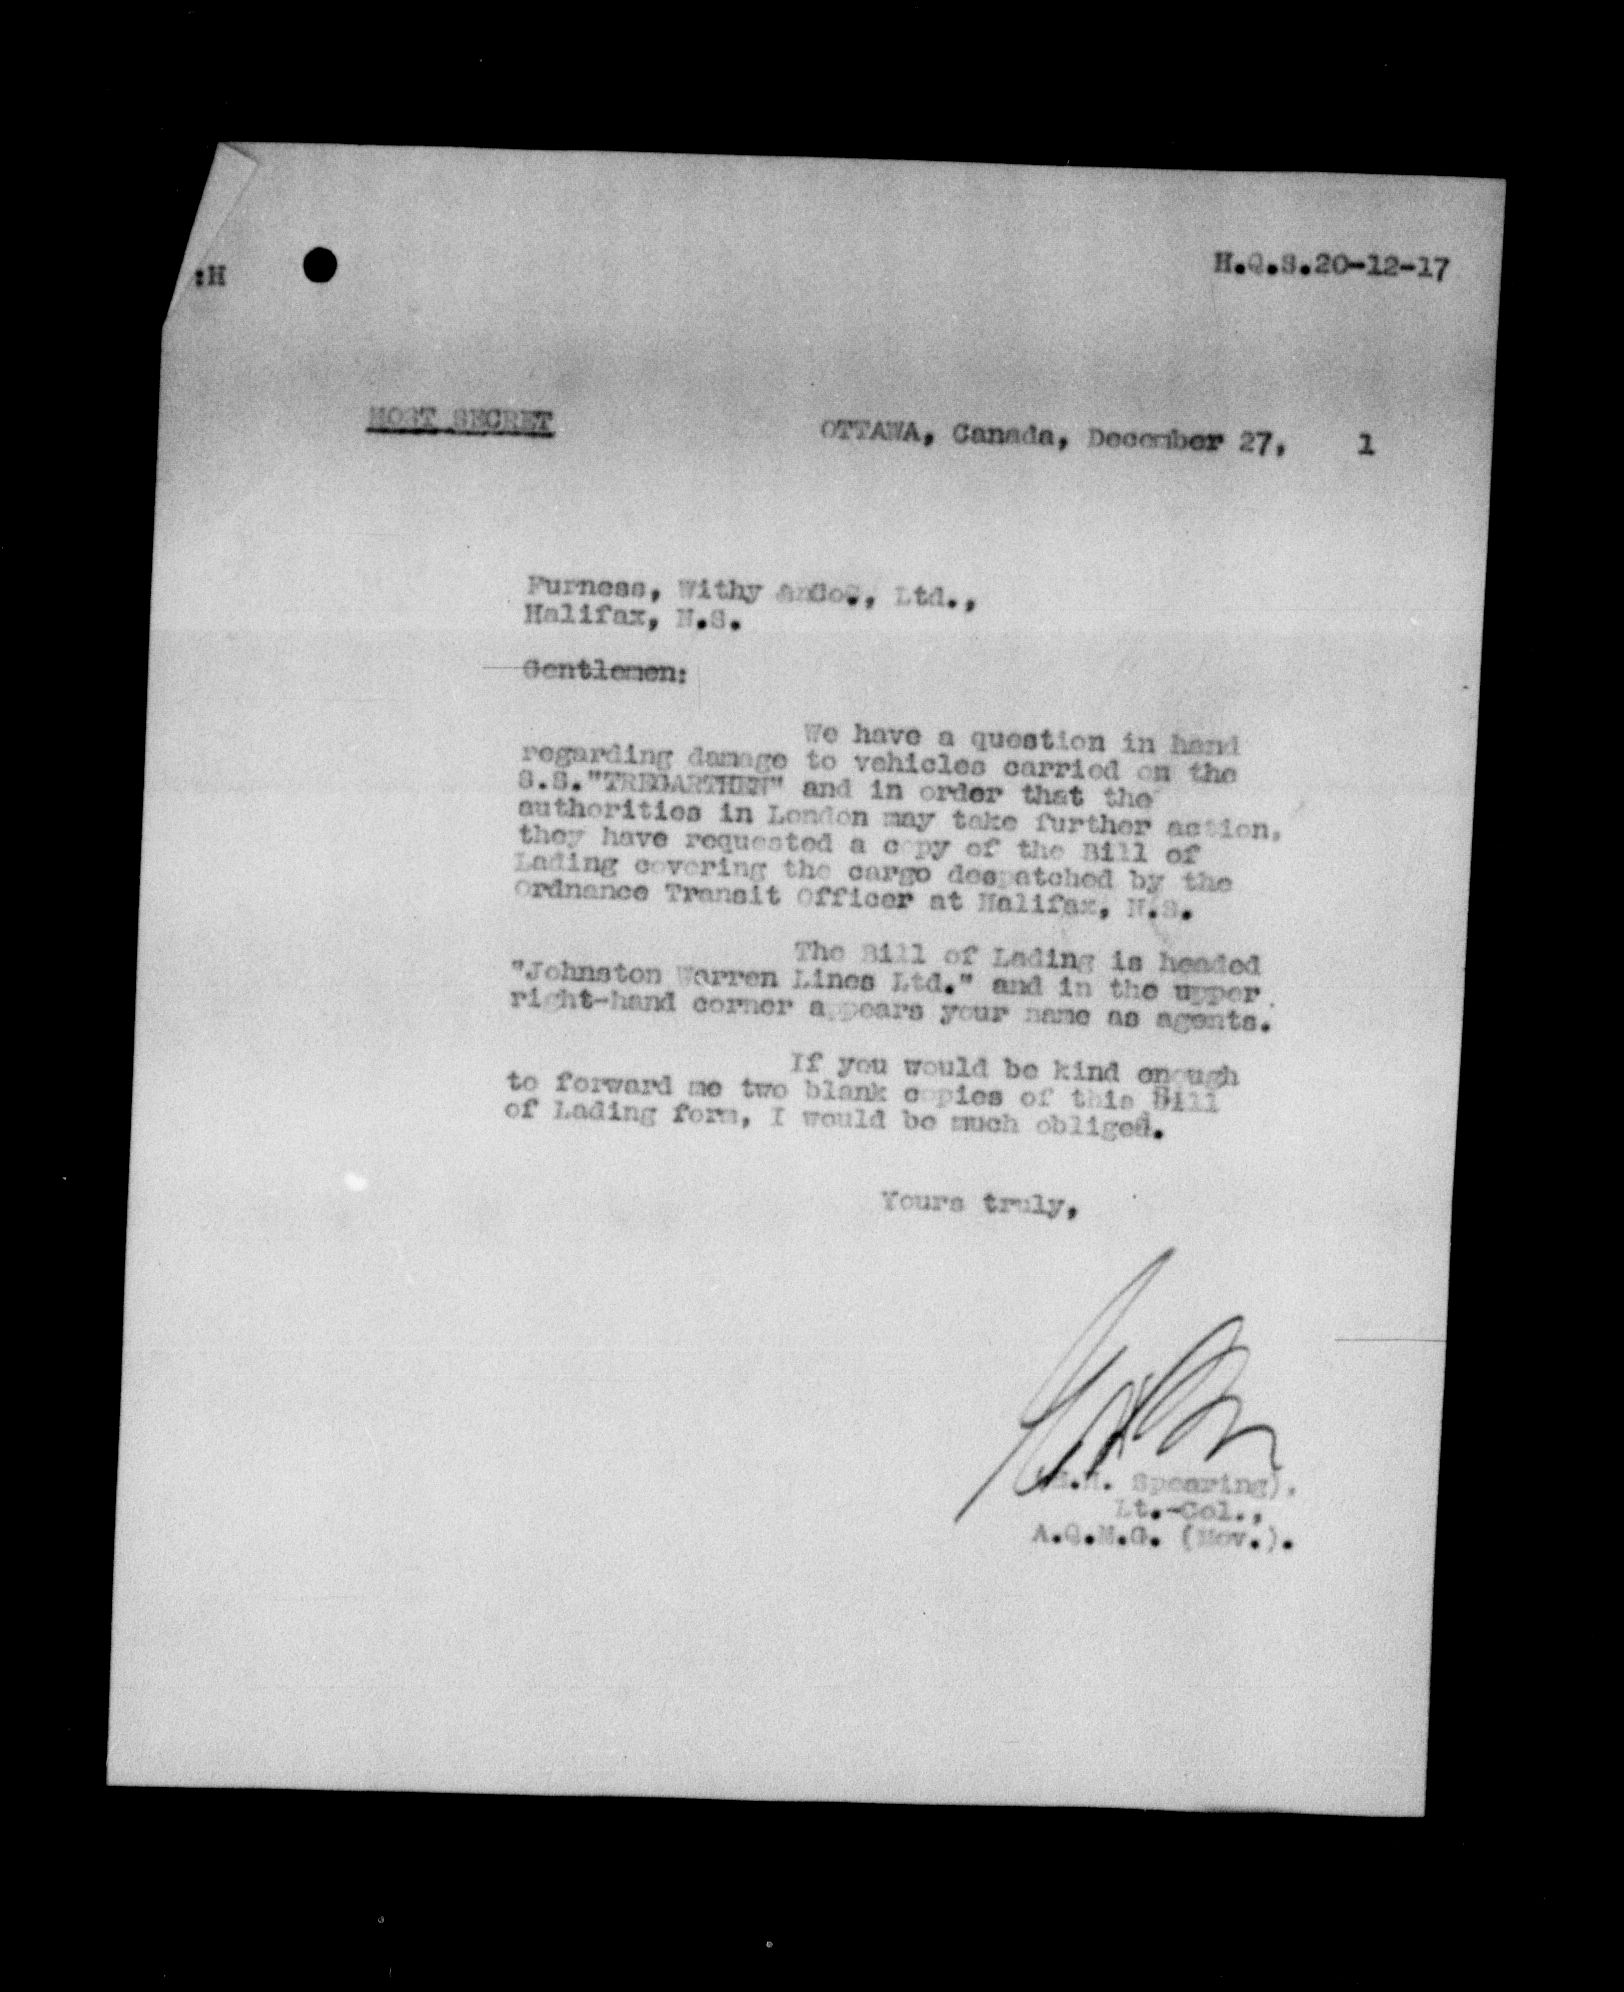 :H
H.Q.S.20-12-17
MOST SECRET
OTTAWA, Canada, December 27, 1
Furness, Withy Ltd.,
Halifax, N.S.
Gentlemen:
We have a question in hand
regarding damage to vehicles carried on the
S.S."TREGARTHEN" and in order that the
authorities in London may take further action,
they have requested a copy of the Bill of
Lading covering the cargo despatched by the
Ordnance Transit Officer at Halifax, N.S.
The Bill of Lading is headed
"Johnston Warren Lines Ltd." and in the upper
right-hand corner appears your name as agents.
If you would be kind enough
to forward me two blank copies of this Bill
of Lading form, I would be much obliged.
Yours truly,
Spearing).
Lt.-Col.,
A.Q.M.G. (Mov.).